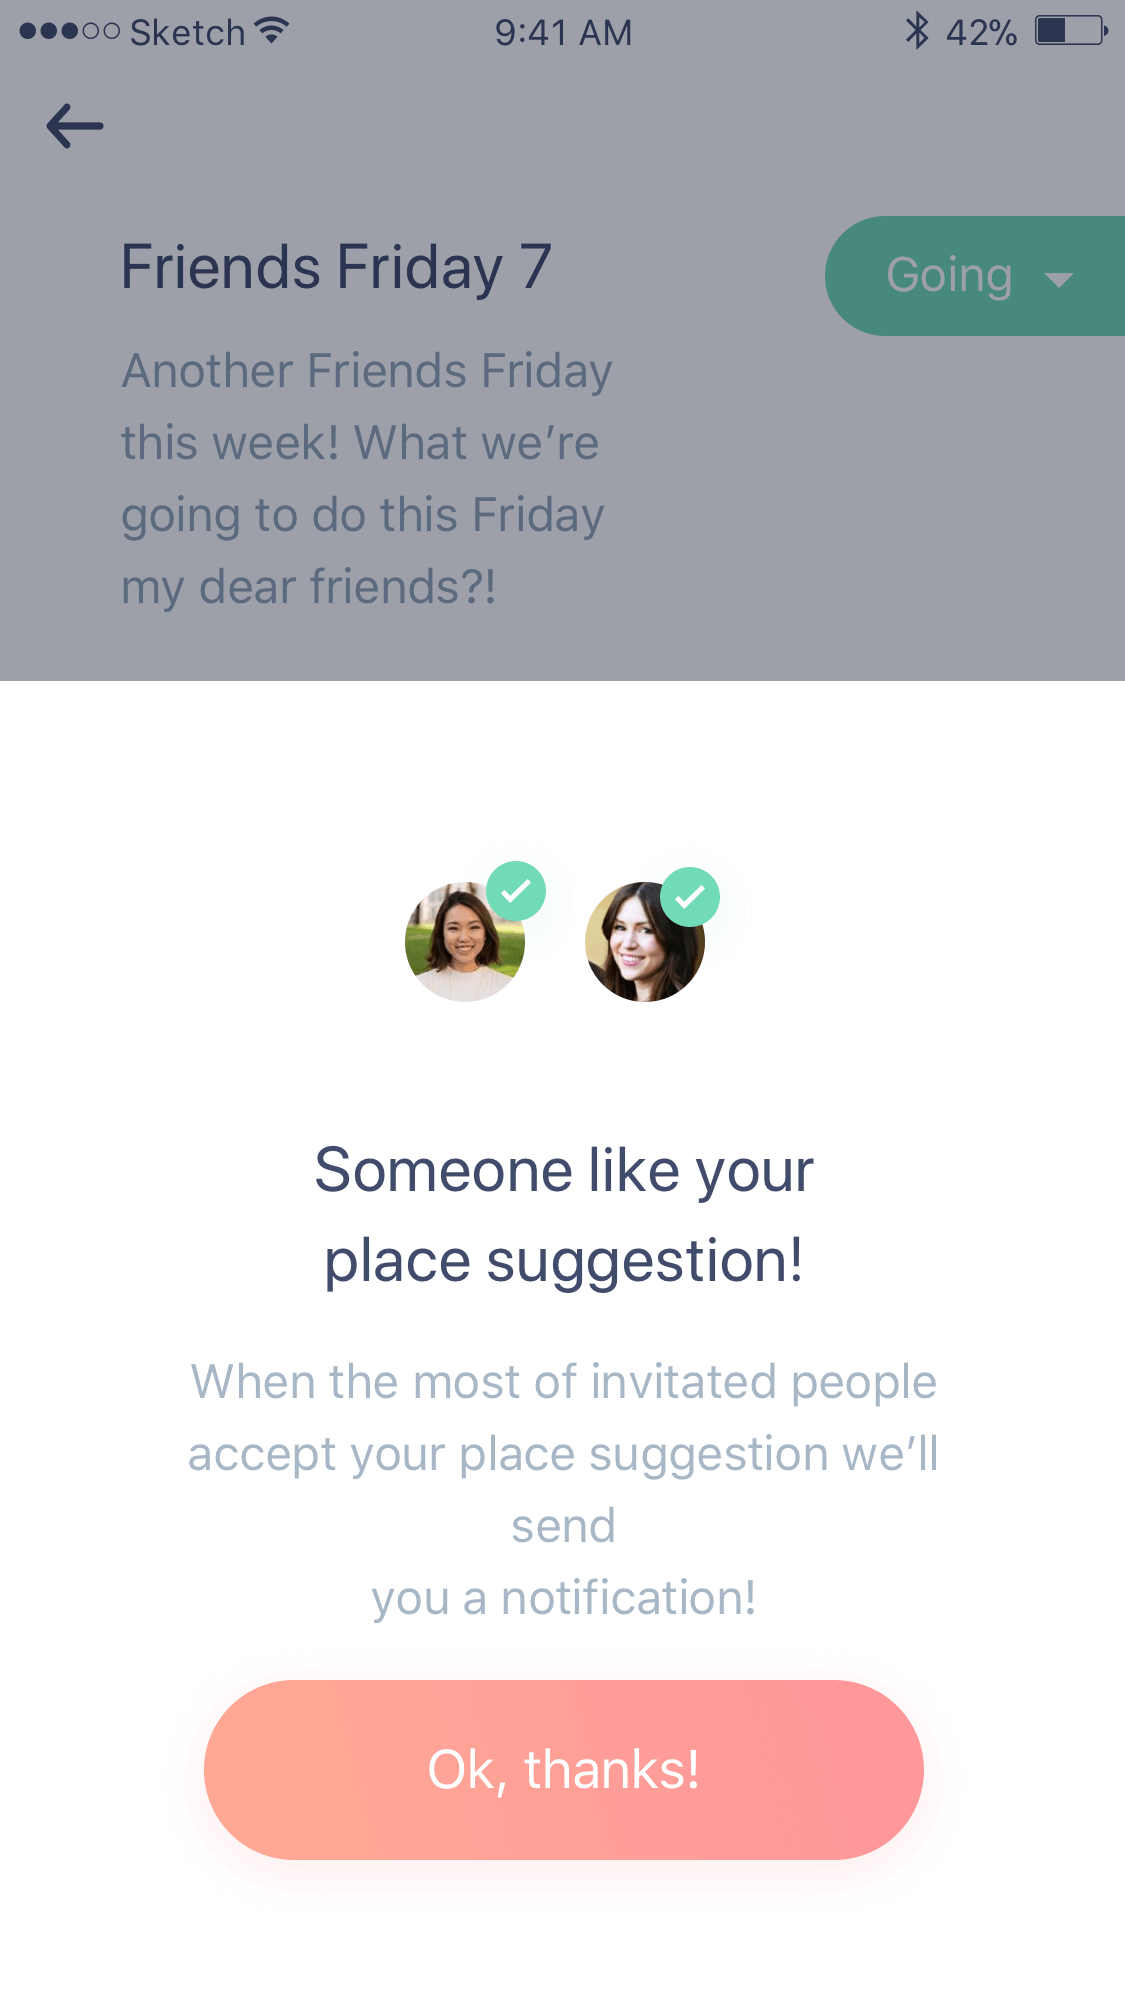 Sketch 9:41 AM 42%
Friends Friday 7
Going
Another Friends Friday
this week! What we’re
going to do this Friday
my dear friends?!
Someone like your
place suggestion!
When the most of invitated people
accept your place suggestion we’ll
send
you a notification!
Ok, thanks!